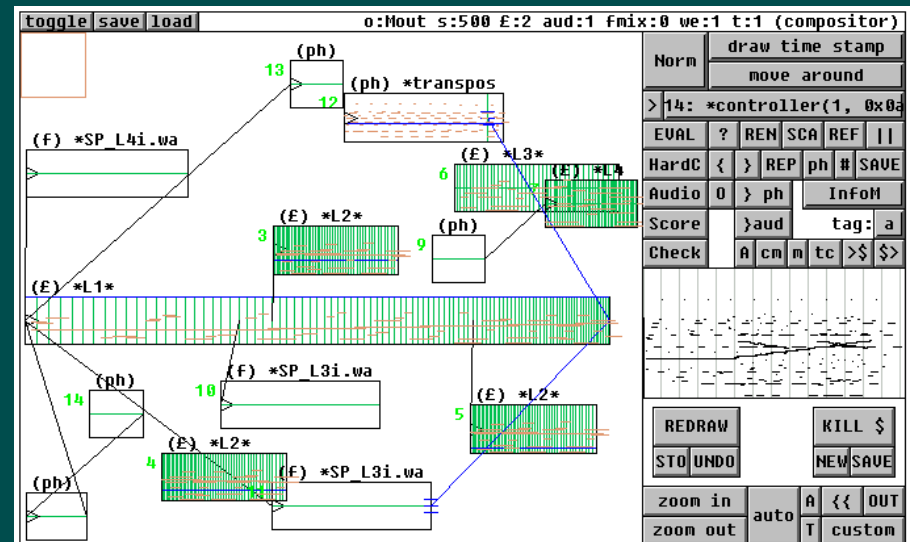 toggle save load o:Mout s:500 £:2 aud:1 fmix:0 we:1 t:1 (compositor)
Norm draw time stamp
move around
> 14: *controller(1, 0x0a
EVAL ? REN SCA REF ||
HardC { } REP ph # SAVE
Audio O } ph InfoM
Score }aud tag: a
Check A cm m tc >$ $>
(ph)
13
(ph) *transpos
12
(f) *SP_L4i.wa
(£) *L3*
6
(£) *L4
(£) *L2*
3
(ph)
9
(£) *L1*
(ph)
14
(f) *SP_L3i.wa
10
(£) *L2*
5
(£) *L2*
4
(f) *SP_L3i.wa
11
(ph)
REDRAW KILL $
STO UNDO NEW SAVE
zoom in auto A {{ OUT
zoom out T custom